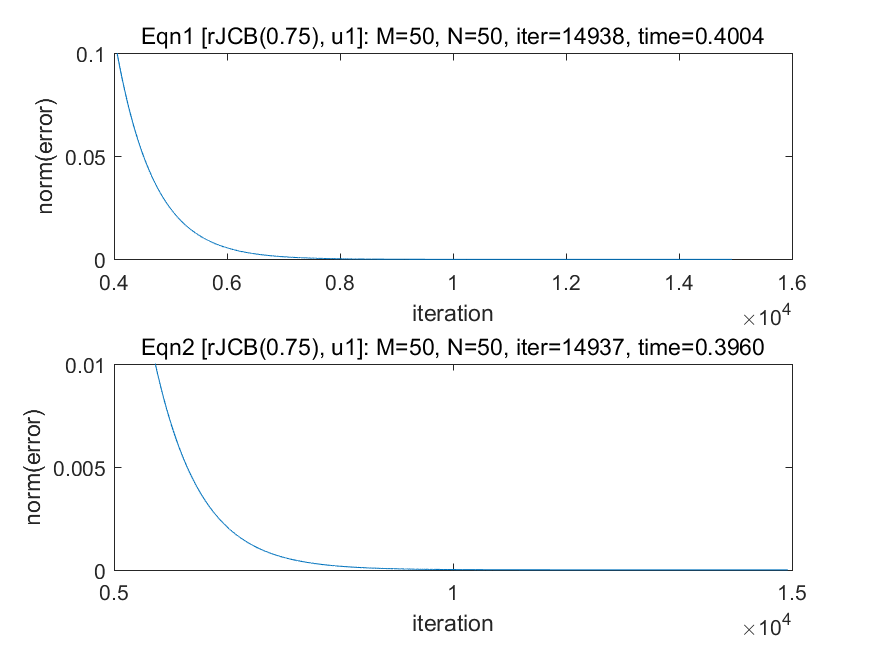 Eqn1 [rJCB(0.75), u1]: M=50, N=50, iter=14938, time=0.4004
0.1
0.05
0
norm(error)
0.4 0.6 0.8 1 1.2 1.4 1.6
iteration
×10^4
Eqn2 [rJCB(0.75), u1]: M=50, N=50, iter=14937, time=0.3960
0.01
0.005
0
norm(error)
0.5 1 1.5
iteration
×10^4